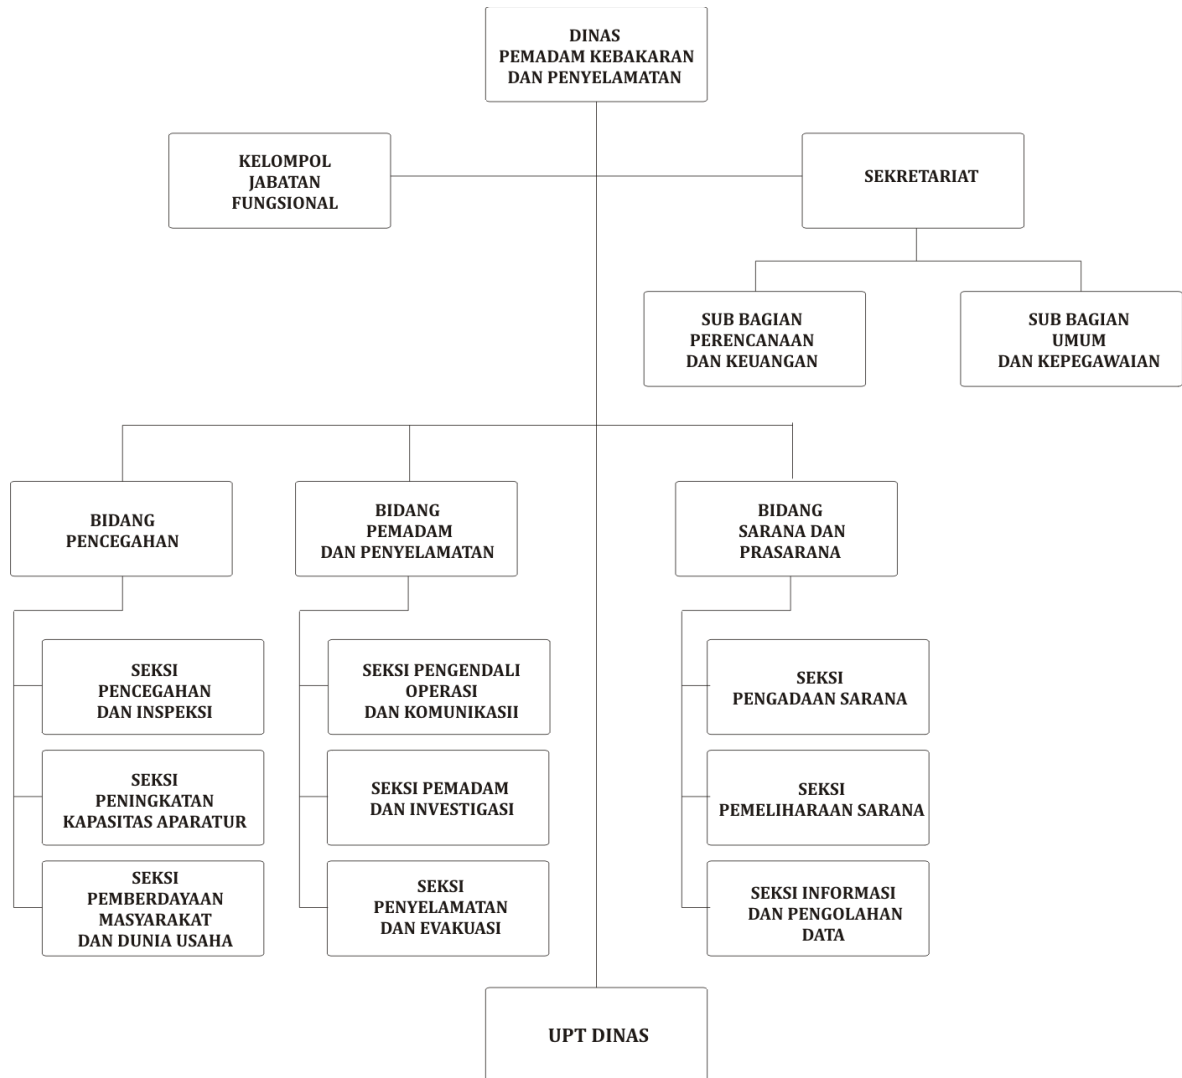 DINAS
PEMADAM KEBAKARAN
DAN PENYELAMATAN
KELOMPOL
JABATAN
FUNGSIONAL
SEKRETARIAT
SUB BAGIAN
PERENCANAAN
DAN KEUANGAN
SUB BAGIAN
UMUM
DAN KEPEGAWAIAN
BIDANG
PENCEGAHAN
BIDANG
PEMADAM
DAN PENYELAMATAN
BIDANG
SARANA DAN
PRASARANA
SEKSI
PENCEGAHAN
DAN INSPEKSI
SEKSI PENGENDALI
OPERASI
DAN KOMUNIKASII
SEKSI
PENGADAAN SARANA
SEKSI
PENINGKATAN
KAPASITAS APARATUR
SEKSI PEMADAM
DAN INVESTIGASI
SEKSI
PEMELIHARAAN SARANA
SEKSI
PEMBERDAYAAN
MASYARAKAT
DAN DUNIA USAHA
SEKSI
PENYELAMATAN
DAN EVAKUASI
SEKSI INFORMASI
DAN PENGOLAHAN
DATA
UPT DINAS